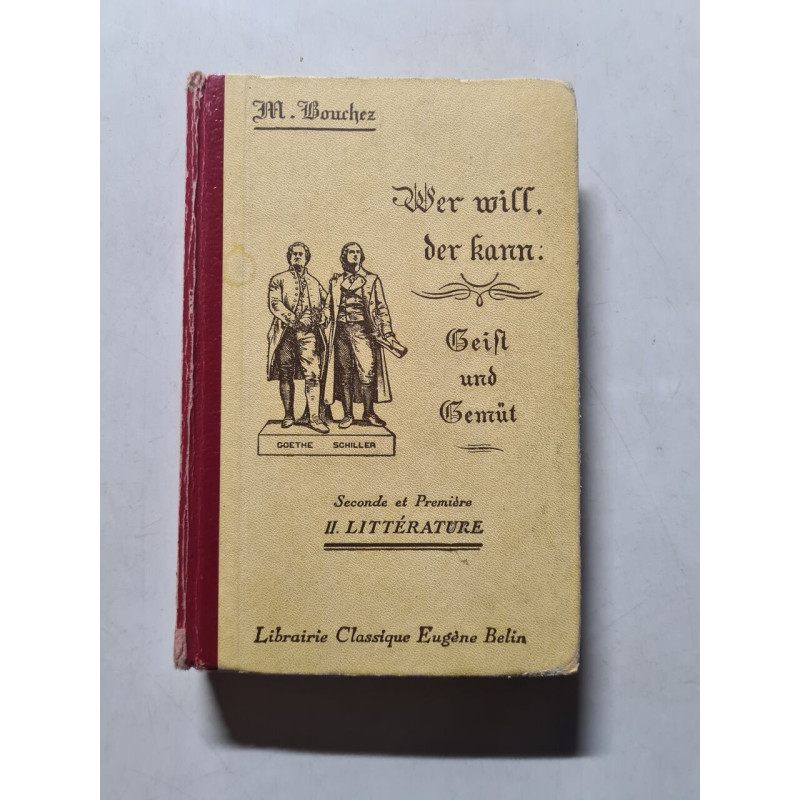 M. Bouchez
Wer will,
der kann:
Geist
und
Gemüt
GOETHE SCHILLER
Seconde et Première
II. LITTÉRATURE
Librairie Classique Eugène Belin